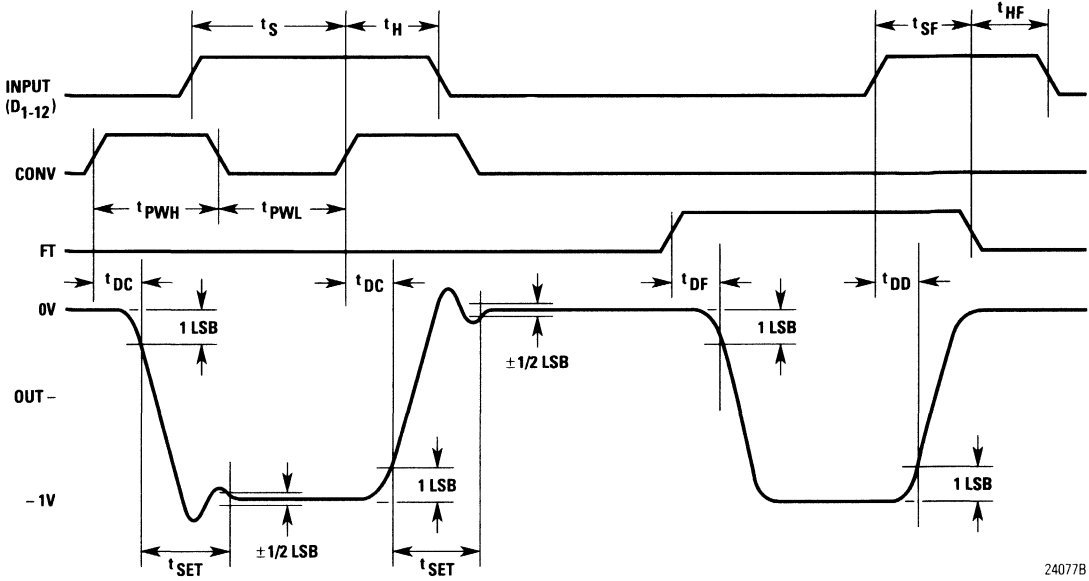 tS
tH
tSF
tHF
INPUT
(D1-12)
CONV
tPWH
tPWL
FT
tDC
tDC
tDF
tDD
0V
1 LSB
±1/2 LSB
1 LSB
OUT –
–1V
±1/2 LSB
1 LSB
1 LSB
tSET
tSET
24077B